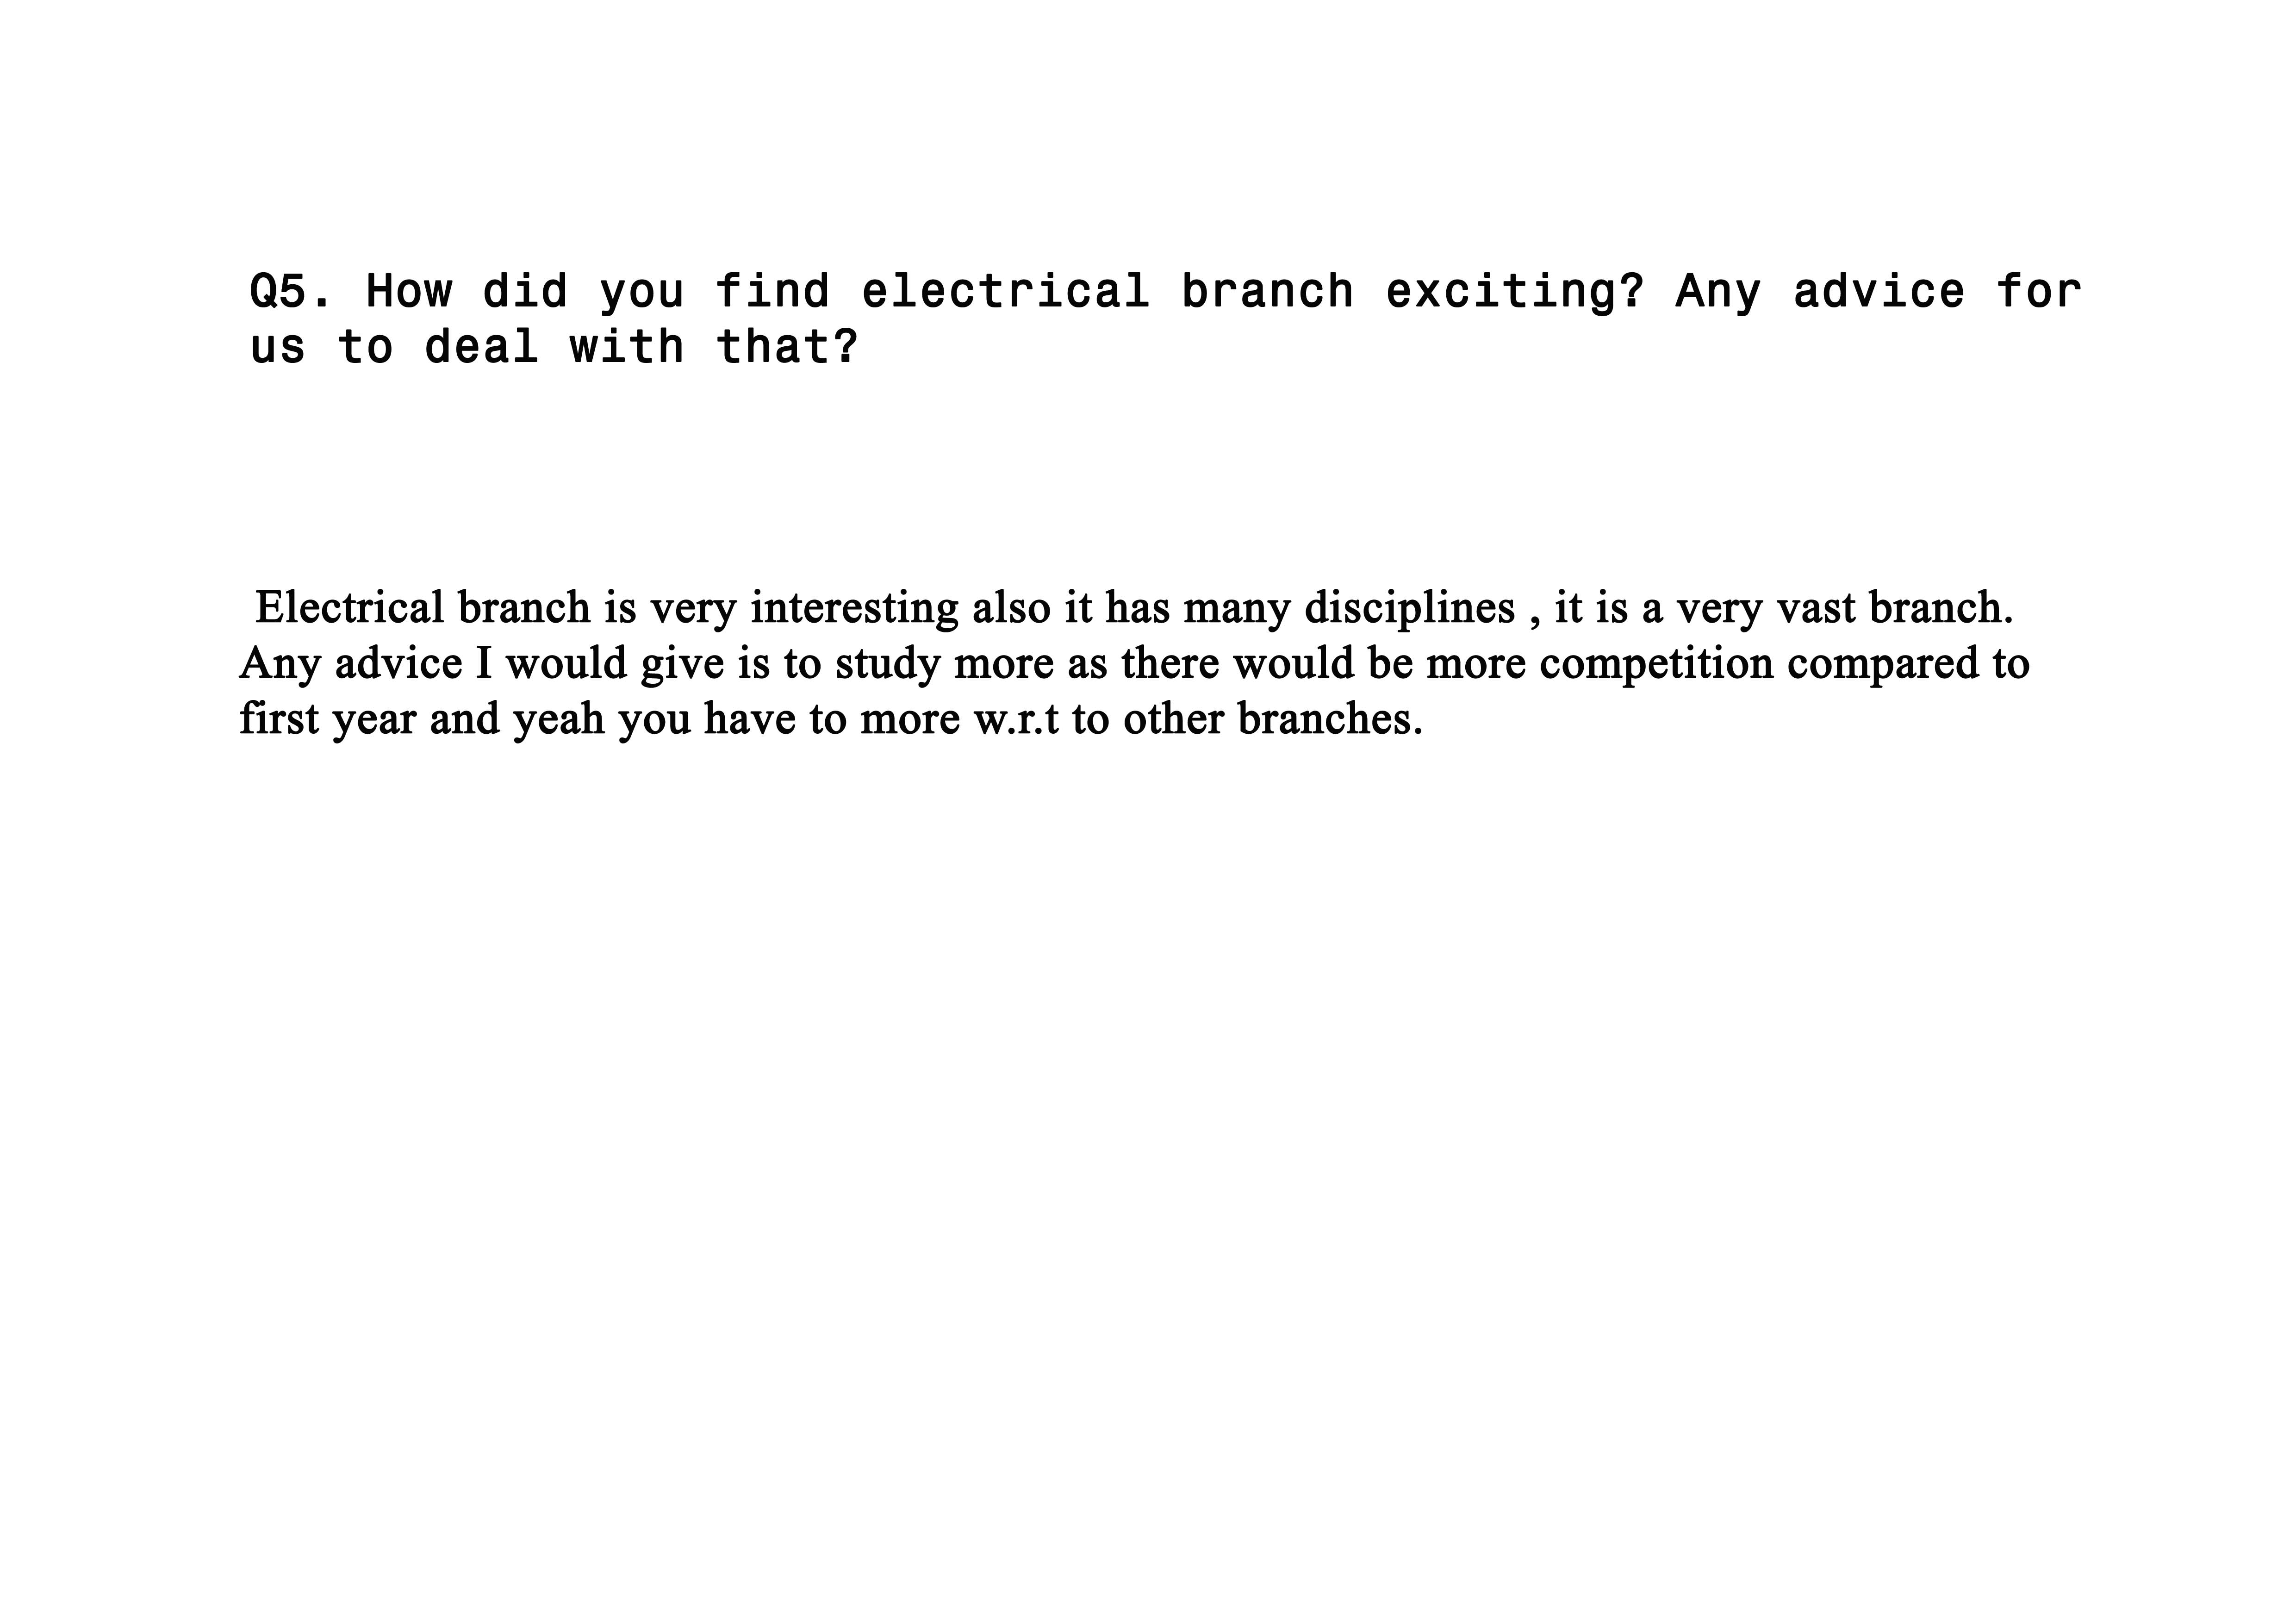 Q5. How did you find electrical branch exciting? Any advice for
us to deal with that?
Electrical branch is very interesting also it has many disciplines , it is a very vast branch.
Any advice I would give is to study more as there would be more competition compared to
first year and yeah you have to more w.r.t to other branches.